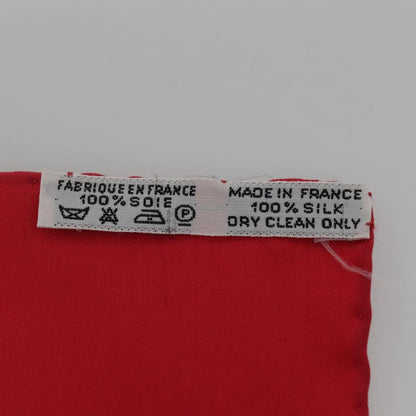 FABRIQUE EN FRANCE
100% SOIE
P
MADE IN FRANCE
100% SILK
DRY CLEAN ONLY